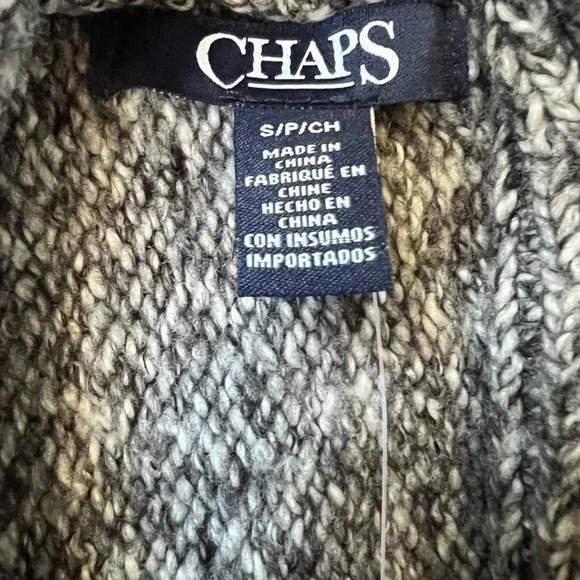 CHAPS
S/P/CH
MADE IN
CHINA
FABRIQUÉ EN
CHINE
HECHO EN
CHINA
CON INSUMOS
IMPORTADOS